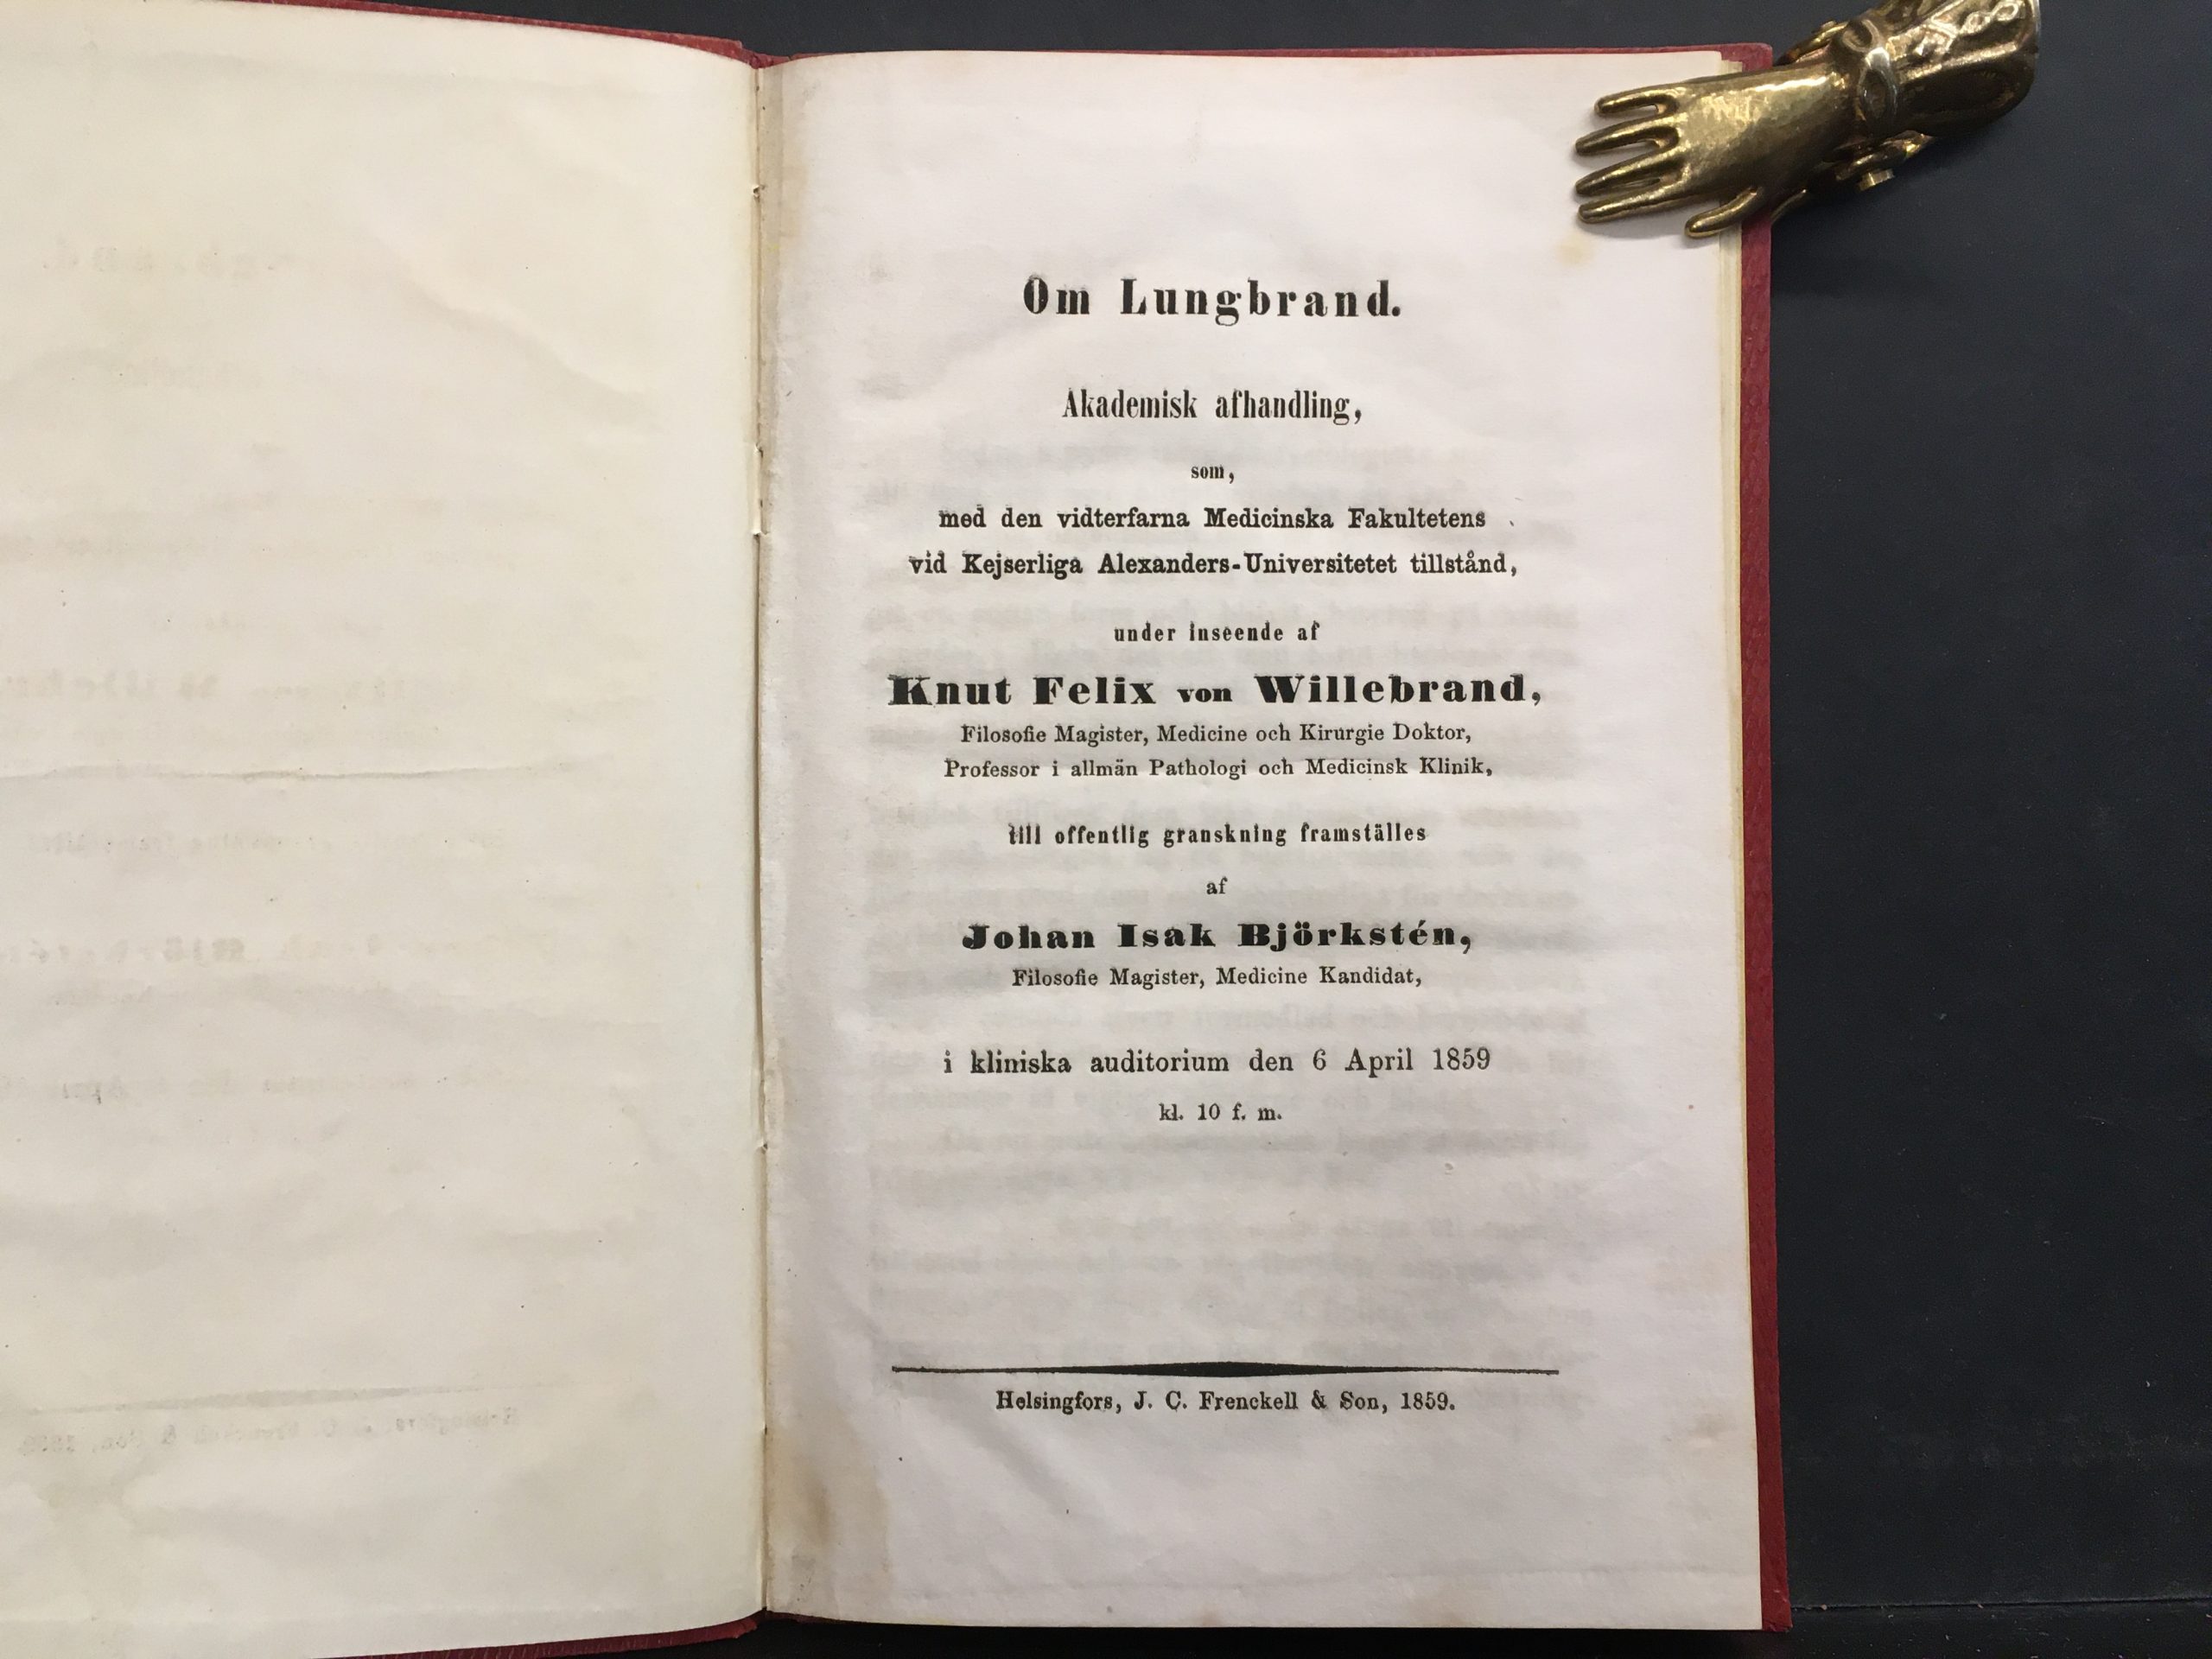 Om Lungbrand.
Akademisk afhandling,
som,
med den vidterfarna Medicinska Fakultetens
vid Kejserliga Alexanders-Universitetet tillstånd,
under inseende af
Knut Felix von Willebrand,
Filosofie Magister, Medicine och Kirurgie Doktor,
Professor i allmän Pathologi och Medicinsk Klinik,
till offentlig granskning framställes
af
Johan Isak Björkstén,
Filosofie Magister, Medicine Kandidat,
i kliniska auditorium den 6 April 1859
kl. 10 f. m.
Helsingfors, J. C. Frenckell & Son, 1859.